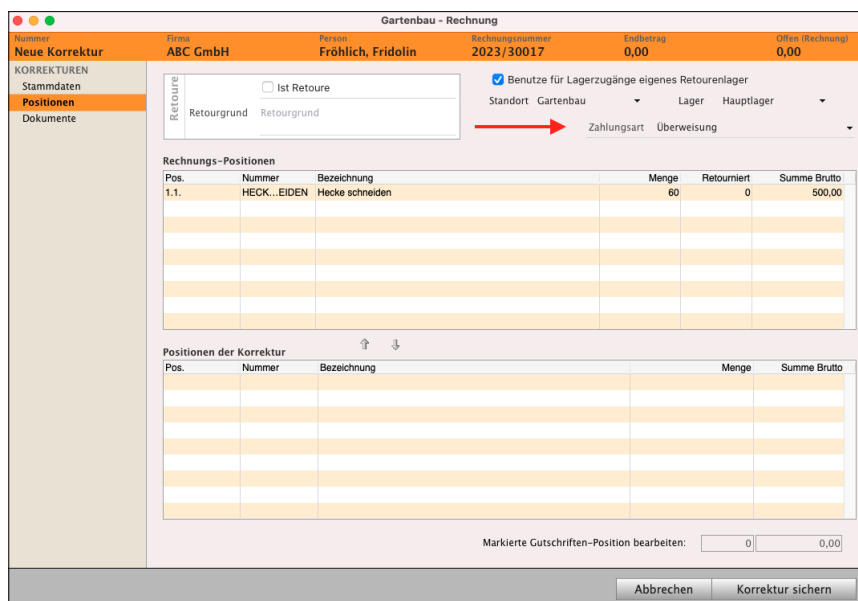 Gartenbau - Rechnung
Nummer Firma Person Rechnungsnummer Endbetrag Offen (Rechnung)
Neue Korrektur ABC GmbH Fröhlich, Fridolin 2023/30017 0,00 0,00
KORREKTUREN
Stammdaten
Positionen
Dokumente
Retoure
Ist Retoure
Retourgrund Retourgrund
Benutze für Lagerzugänge eigenes Retourenlager
Standort Gartenbau Lager Hauptlager
Zahlungsart Überweisung
Rechnungs-Positionen
Pos. Nummer Bezeichnung Menge Retourniert Summe Brutto
1.1. HECK...EIDEN Hecke schneiden 60 0 500,00
Positionen der Korrektur
Pos. Nummer Bezeichnung Menge Summe Brutto
Markierte Gutschriften-Position bearbeiten: 0 0,00
Abbrechen Korrektur sichern